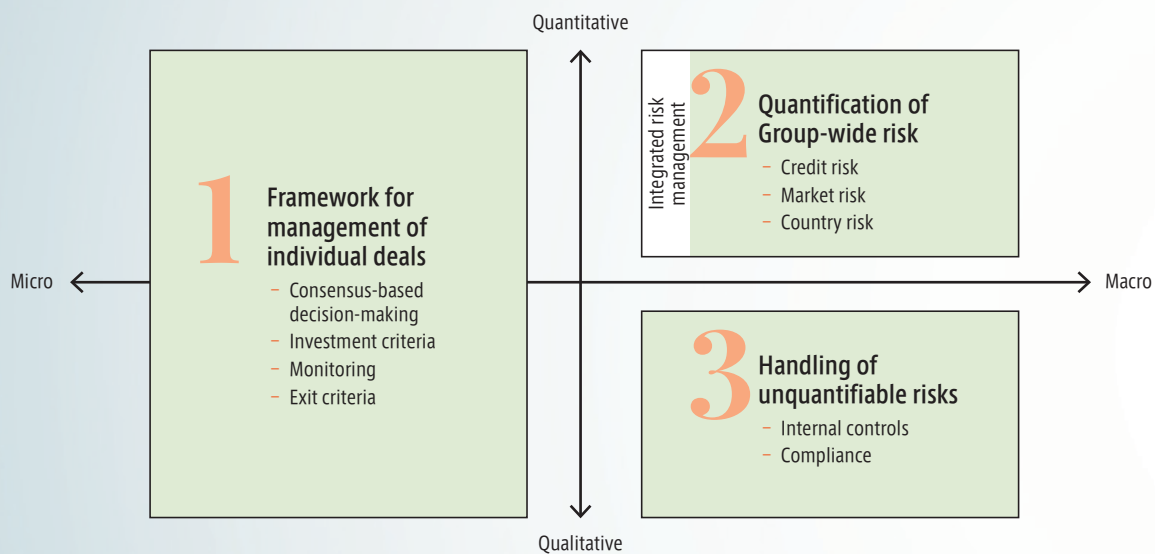 Quantitative
Micro
1
Framework for
management of
individual deals
– Consensus-based
decision-making
– Investment criteria
– Monitoring
– Exit criteria
Integrated risk
management
2
Quantification of
Group-wide risk
– Credit risk
– Market risk
– Country risk
Macro
3
Handling of
unquantifiable risks
– Internal controls
– Compliance
Qualitative